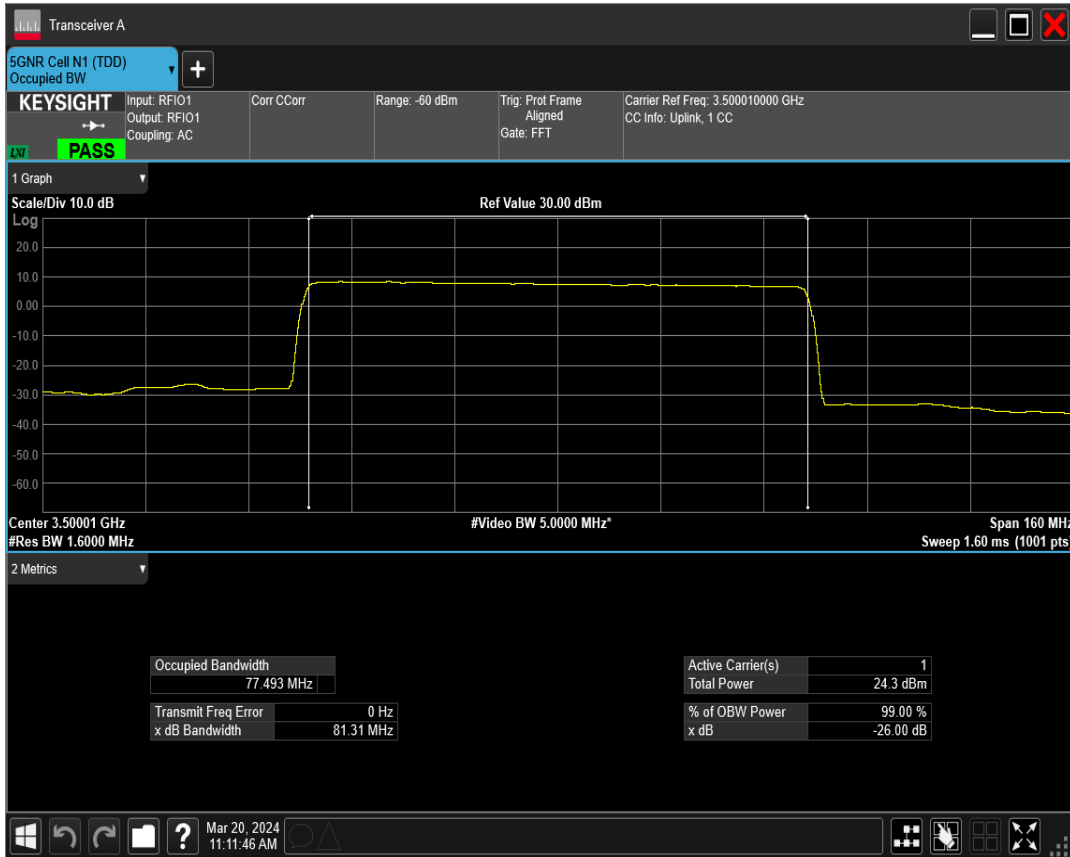 Transceiver A
5GNR Cell N1 (TDD)
Occupied BW
+
KEYSIGHT
LXI
PASS
Input: RFIO1
Output: RFIO1
Coupling: AC
Corr CCorr
Range: -60 dBm
Trig: Prot Frame
Aligned
Gate: FFT
Carrier Ref Freq: 3.500010000 GHz
CC Info: Uplink, 1 CC
1 Graph
Scale/Div 10.0 dB
Ref Value 30.00 dBm
Log
20.0
10.0
0.00
-10.0
-20.0
-30.0
-40.0
-50.0
-60.0
Center 3.50001 GHz
#Video BW 5.0000 MHz*
Span 160 MHz
#Res BW 1.6000 MHz
Sweep 1.60 ms (1001 pts)
2 Metrics
Occupied Bandwidth
77.493 MHz
Transmit Freq Error 0 Hz
x dB Bandwidth 81.31 MHz
Active Carrier(s) 1
Total Power 24.3 dBm
% of OBW Power 99.00 %
x dB -26.00 dB
?
Mar 20, 2024
11:11:46 AM